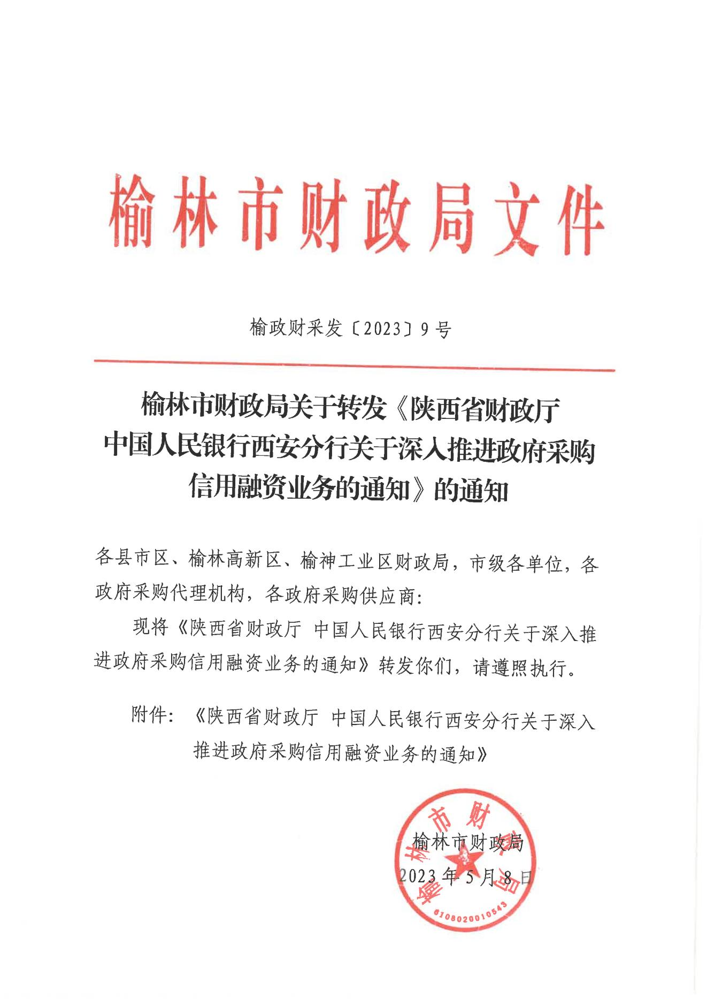 榆林市财政局文件
榆政财采发〔2023〕9号
榆林市财政局关于转发《陕西省财政厅
中国人民银行西安分行关于深入推进政府采购
信用融资业务的通知》的通知
各县市区、榆林高新区、榆神工业区财政局，市级各单位，各
政府采购代理机构，各政府采购供应商：
现将《陕西省财政厅 中国人民银行西安分行关于深入推
进政府采购信用融资业务的通知》转发你们，请遵照执行。
附件：《陕西省财政厅 中国人民银行西安分行关于深入
推进政府采购信用融资业务的通知》
榆林市财政局
2023年5月8日
榆林市财政局
6108020010543